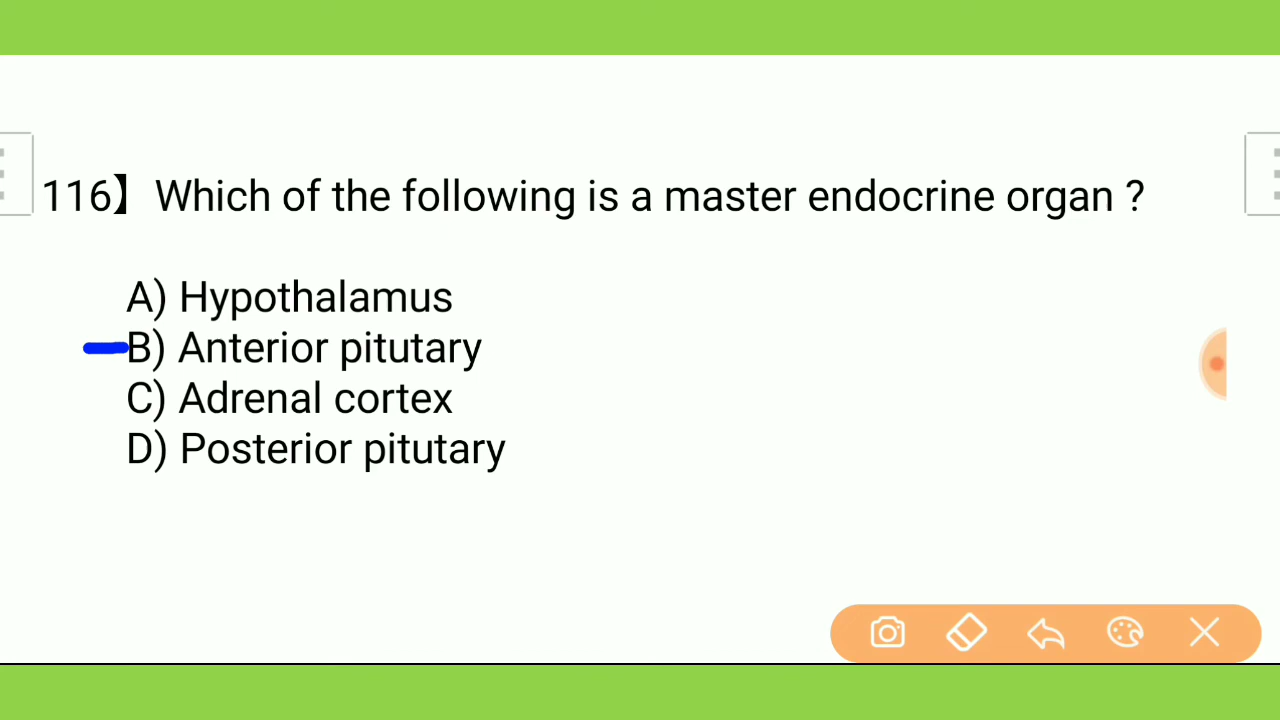 116】Which of the following is a master endocrine organ ?
A) Hypothalamus
B) Anterior pitutary
C) Adrenal cortex
D) Posterior pitutary